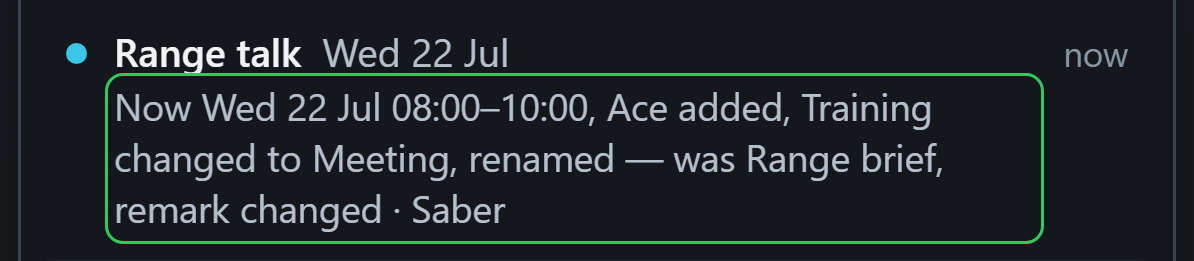 Range talk Wed 22 Jul now
Now Wed 22 Jul 08:00–10:00, Ace added, Training
changed to Meeting, renamed — was Range brief,
remark changed · Saber